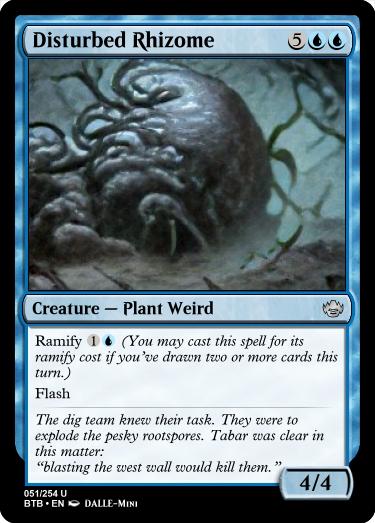 Disturbed Rhizome 5
Creature — Plant Weird
Ramify 1 (You may cast this spell for its
ramify cost if you've drawn two or more cards this
turn.)
Flash
The dig team knew their task. They were to
explode the pesky rootspores. Tabar was clear in
this matter:
“blasting the west wall would kill them.”
4/4
051/254 U
BTB • EN DALLE-Mini